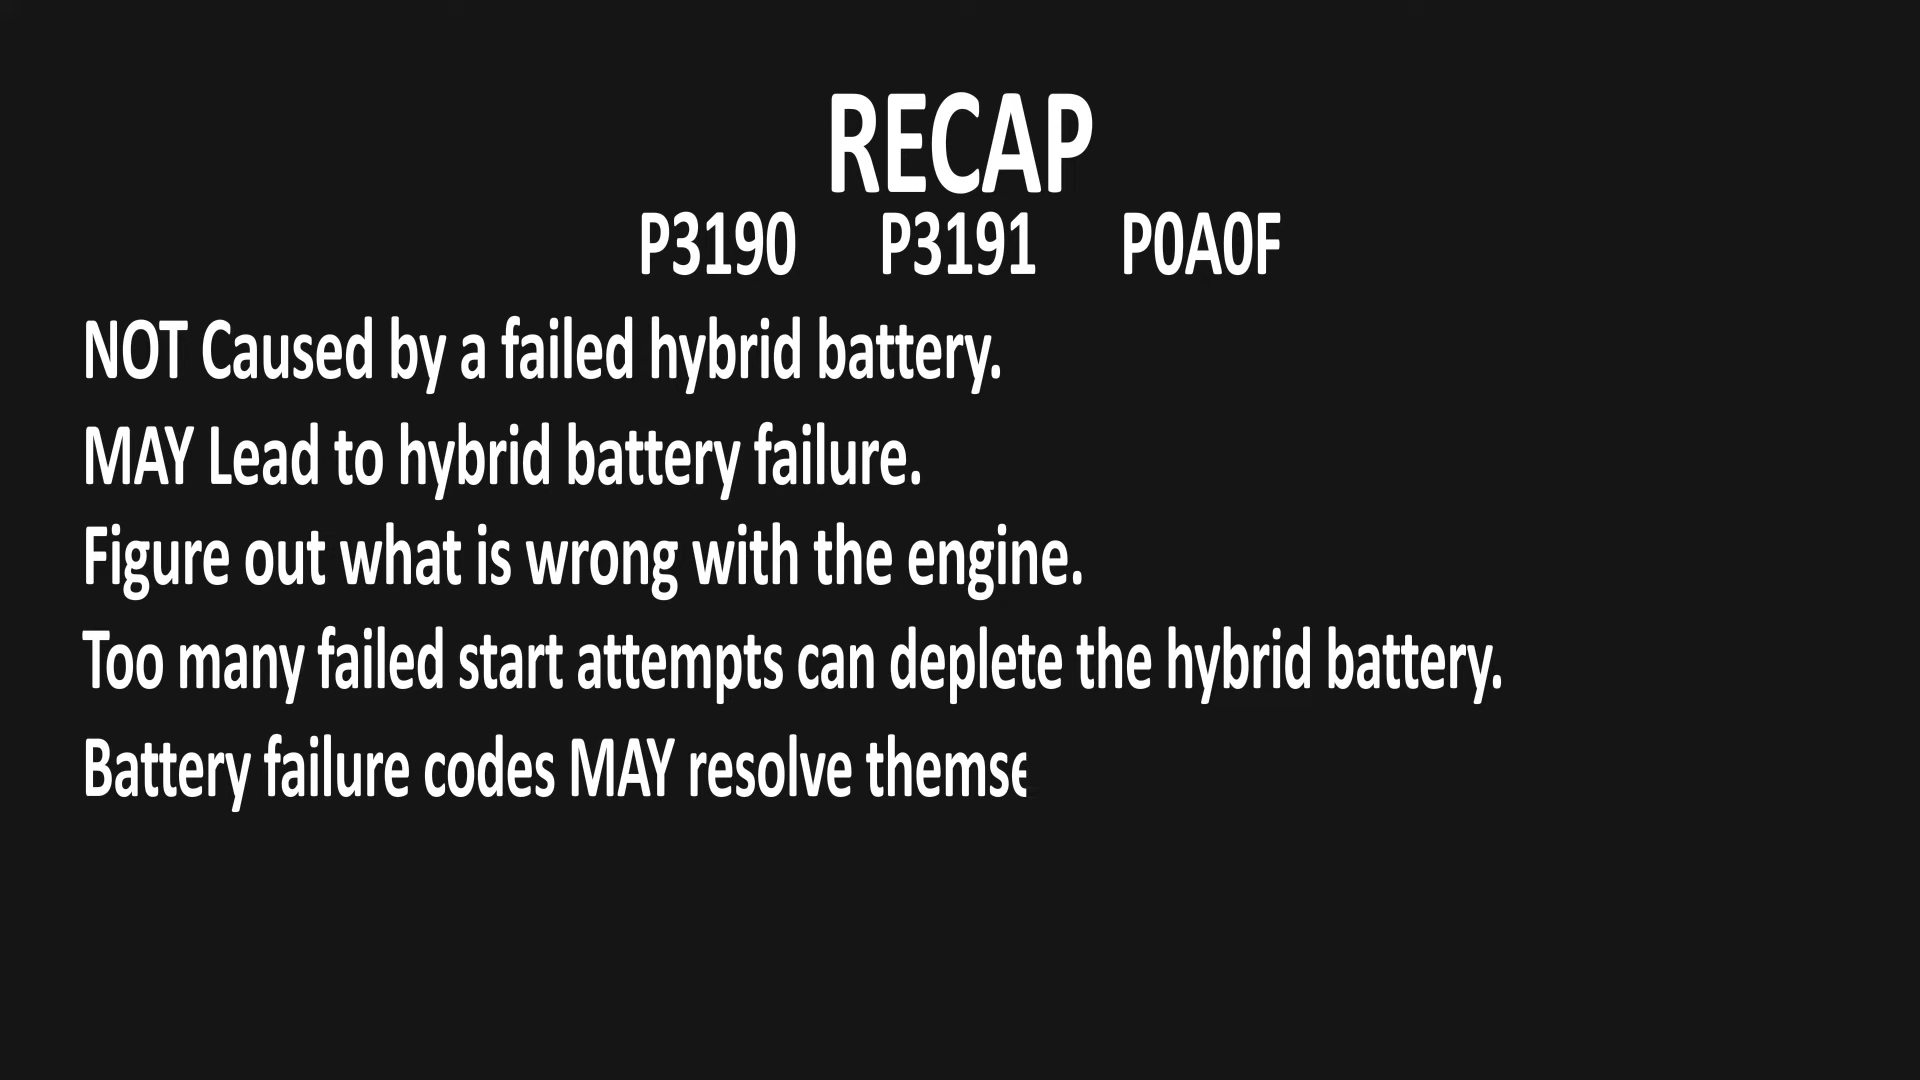 RECAP
P3190 P3191 P0A0F
NOT Caused by a failed hybrid battery.
MAY Lead to hybrid battery failure.
Figure out what is wrong with the engine.
Too many failed start attempts can deplete the hybrid battery.
Battery failure codes MAY resolve